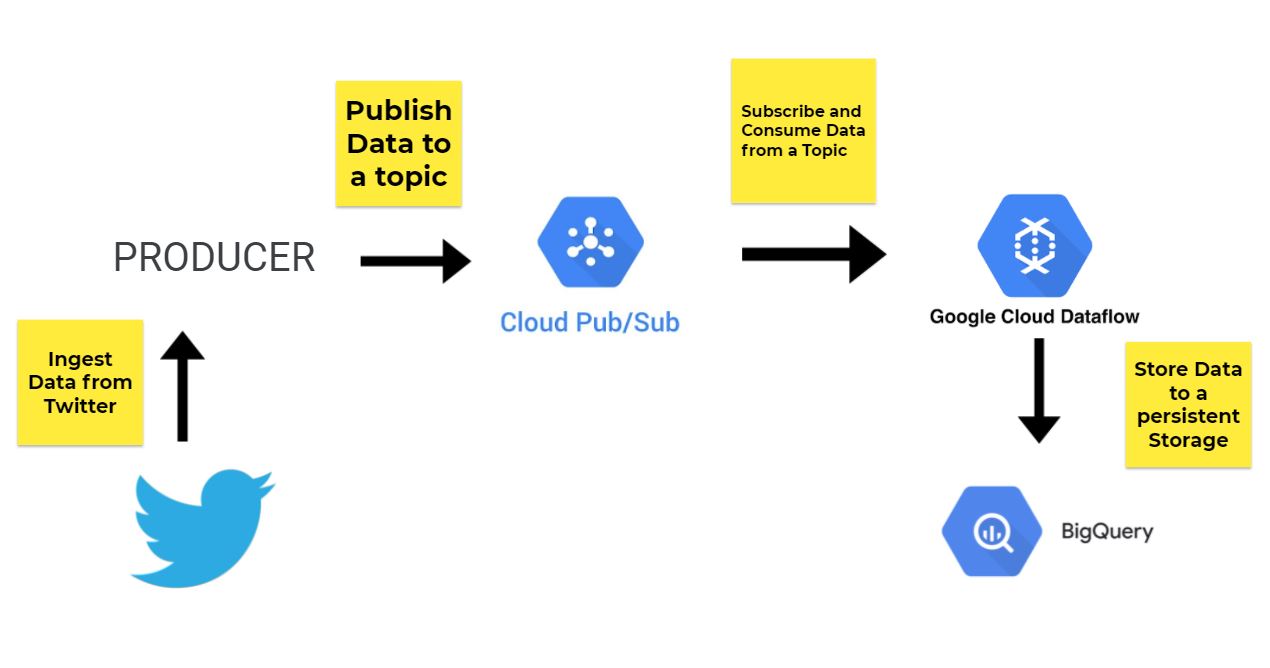 Publish
Data to
a topic
Subscribe and
Consume Data
from a Topic
PRODUCER
Cloud Pub/Sub
Google Cloud Dataflow
Ingest
Data from
Twitter
Store Data
to a
persistent
Storage
BigQuery